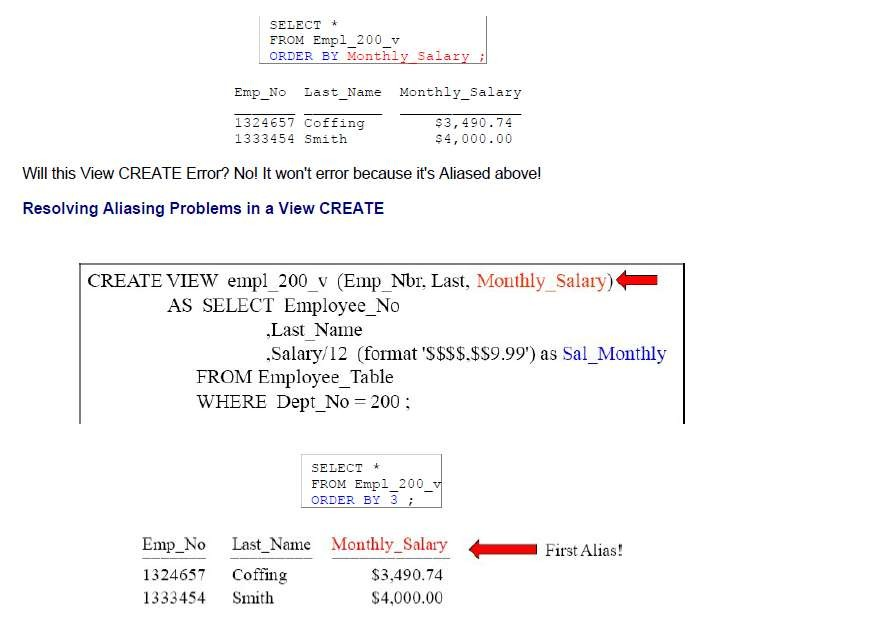 SELECT *
FROM Empl_200_v
ORDER BY Monthly_Salary ;
Emp_No Last_Name Monthly_Salary
1324657 Coffing $3,490.74
1333454 Smith $4,000.00
Will this View CREATE Error? No! It won't error because it's Aliased above!
Resolving Aliasing Problems in a View CREATE
CREATE VIEW empl_200_v (Emp_Nbr, Last, Monthly_Salary)
AS SELECT Employee_No
,Last_Name
,Salary/12 (format '$$$$,$$9.99') as Sal_Monthly
FROM Employee_Table
WHERE Dept_No = 200 ;
SELECT *
FROM Empl_200_v
ORDER BY 3 ;
Emp_No Last_Name Monthly_Salary
First Alias!
1324657 Coffing $3,490.74
1333454 Smith $4,000.00